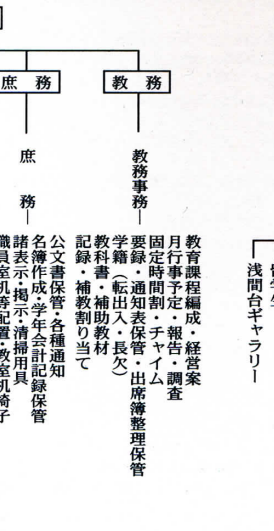 浅間台ギャラリー
教務
教務事務
教育課程編成・経営案
月行事予定・報告・調査
固定時間割・チャイム
要録・通知表保管・出席簿整理保管
学籍（転出入・長欠）
教科書・補助教材
記録・補教割り当て
庶務
庶務
公文書保管・各種通知
名簿作成・学年会計記録保管
諸表示・掲示・清掃用具
職員室机等配置・教室机椅子